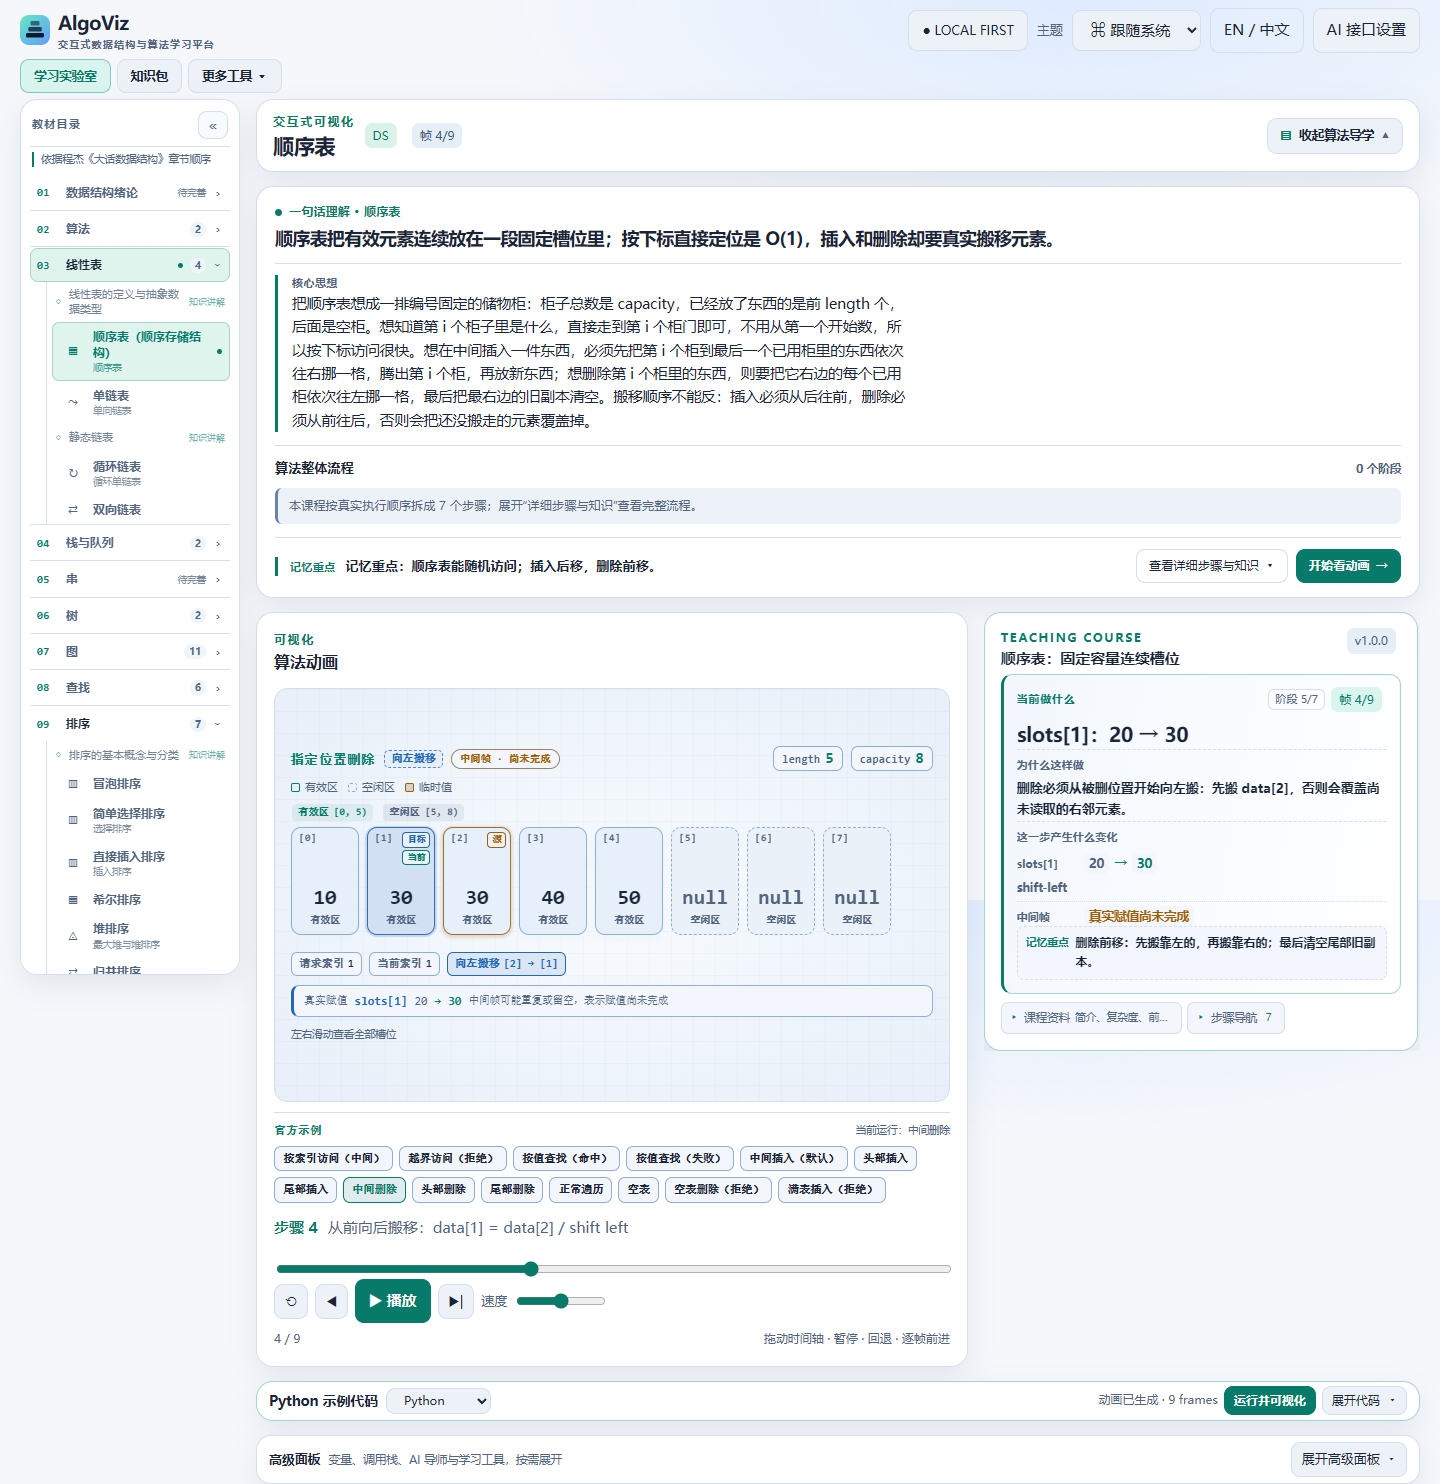 AlgoViz
交互式数据结构与算法学习平台
● LOCAL FIRST
主题
⌘ 跟随系统
EN / 中文
AI 接口设置
学习实验室
知识包
更多工具
教材目录
«
依据程杰《大话数据结构》章节顺序
01 数据结构绪论 待完善 ›
02 算法 2 ›
03 线性表 4
线性表的定义与抽象数
据类型
知识讲解
顺序表（顺序存储结
构）
顺序表
单链表
单向链表
静态链表 知识讲解
循环链表
循环单链表
双向链表
04 栈与队列 2 ›
05 串 待完善 ›
06 树 2 ›
07 图 11 ›
08 查找 6 ›
09 排序 7
排序的基本概念与分类 知识讲解
冒泡排序
简单选择排序
选择排序
直接插入排序
插入排序
希尔排序
堆排序
最大堆与堆排序
归并排序
交互式可视化
顺序表
DS
帧 4/9
收起算法导学
一句话理解 • 顺序表
顺序表把有效元素连续放在一段固定槽位里；按下标直接定位是 O(1)，插入和删除却要真实搬移元素。
核心思想
把顺序表想成一排编号固定的储物柜：柜子总数是 capacity，已经放了东西的是前 length 个，
后面是空柜。想知道第 i 个柜子里是什么，直接走到第 i 个柜门即可，不用从第一个开始数，所
以按下标访问很快。想在中间插入一件东西，必须先把第 i 个柜到最后一个已用柜里的东西依次
往右挪一格，腾出第 i 个柜，再放新东西；想删除第 i 个柜里的东西，则要把它右边的每个已用
柜依次往左挪一格，最后把最右边的旧副本清空。搬移顺序不能反：插入必须从后往前，删除必
须从前往后，否则会把还没搬走的元素覆盖掉。
算法整体流程
0 个阶段
本课程按真实执行顺序拆成 7 个步骤；展开“详细步骤与知识”查看完整流程。
记忆重点 记忆重点：顺序表能随机访问；插入后移，删除前移。
查看详细步骤与知识
开始看动画 →
可视化
算法动画
指定位置删除
向左搬移
中间帧 · 尚未完成
length 5
capacity 8
有效区 空闲区 临时值
有效区 [0, 5)
空闲区 [5, 8)
[0]
10
有效区
[1] 目标
当前
30
有效区
[2] 源
30
有效区
[3]
40
有效区
[4]
50
有效区
[5]
null
空闲区
[6]
null
空闲区
[7]
null
空闲区
请求索引 1
当前索引 1
向左搬移 [2] → [1]
真实赋值 slots[1] 20 → 30 中间帧可能重复或留空，表示赋值尚未完成
左右滑动查看全部槽位
官方示例
当前运行：中间删除
按索引访问（中间）
越界访问（拒绝）
按值查找（命中）
按值查找（失败）
中间插入（默认）
头部插入
尾部插入
中间删除
头部删除
尾部删除
正常遍历
空表
空表删除（拒绝）
满表插入（拒绝）
步骤 4 从前向后搬移：data[1] = data[2] / shift left
▶ 播放
速度
4 / 9
拖动时间轴 · 暂停 · 回退 · 逐帧前进
TEACHING COURSE
顺序表：固定容量连续槽位
v1.0.0
当前做什么
阶段 5/7
帧 4/9
slots[1]：20 → 30
为什么这样做
删除必须从被删位置开始向左搬：先搬 data[2]，否则会覆盖尚
未读取的右邻元素。
这一步产生什么变化
slots[1] 20 → 30
shift-left
中间帧 真实赋值尚未完成
记忆重点 删除前移：先搬靠左的，再搬靠右的；最后清空尾部旧副
本。
课程资料 简介、复杂度、前...
步骤导航 7
Python 示例代码
Python
动画已生成 · 9 frames
运行并可视化
展开代码
高级面板 变量、调用栈、AI 导师与学习工具，按需展开
展开高级面板